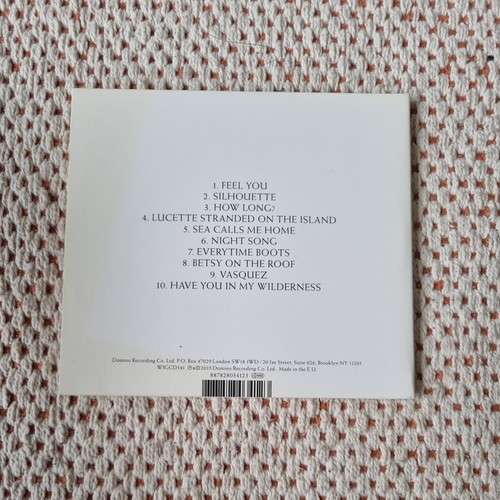 1. FEEL YOU
2. SILHOUETTE
3. HOW LONG?
4. LUCETTE STRANDED ON THE ISLAND
5. SEA CALLS ME HOME
6. NIGHT SONG
7. EVERYTIME BOOTS
8. BETSY ON THE ROOF
9. VASQUEZ
10. HAVE YOU IN MY WILDERNESS
Domino Recording Co. Ltd. P.O. Box 47029 London SW18 1WD / 20 Jay Street, Suite 626, Brooklyn NY 11201
WIGCD341 ℗&©2015 Domino Recording Co. Ltd. Made in the E.U.
887828034123